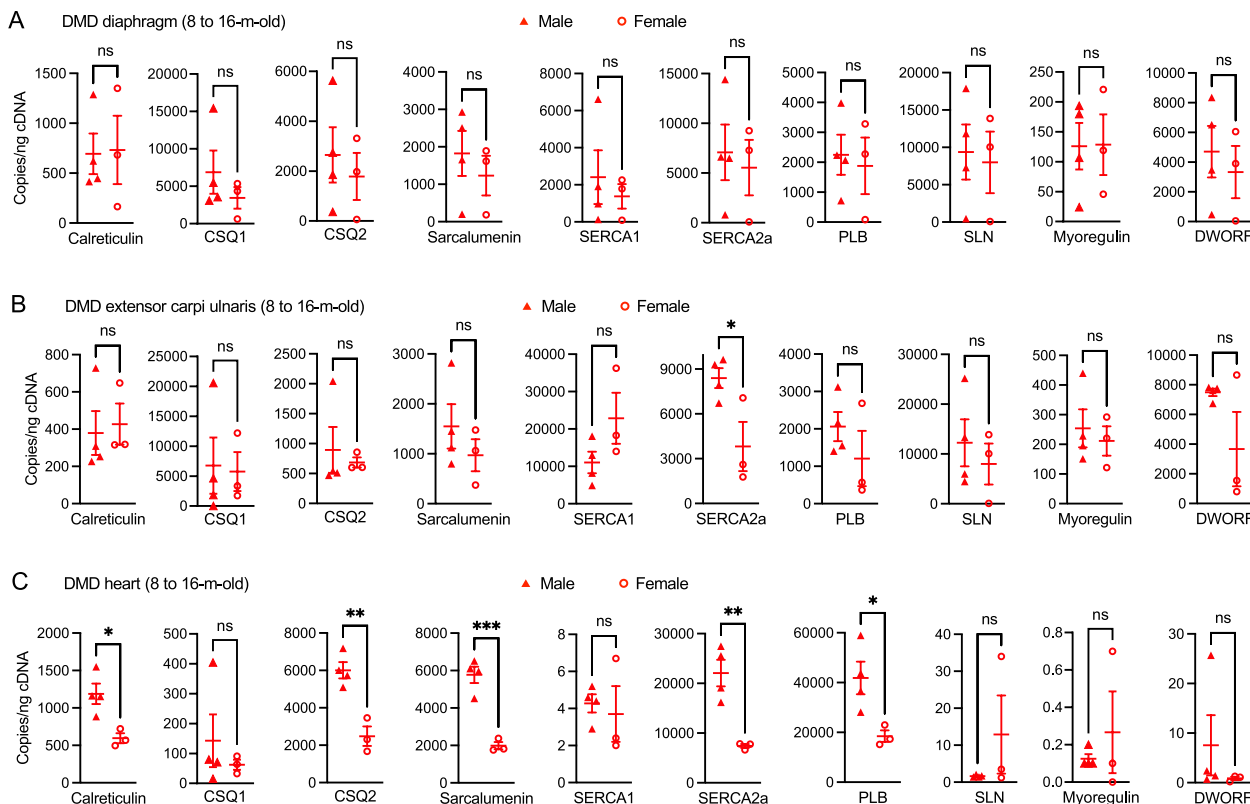 A DMD diaphragm (8 to 16-m-old) Male Female
ns ns ns ns ns ns ns ns ns ns
Copies/ng cDNA
1500 1000 500 0
20000 15000 10000 5000 0
6000 4000 2000 0
4000 3000 2000 1000 0
8000 6000 4000 2000 0
15000 10000 5000 0
5000 4000 3000 2000 1000 0
20000 15000 10000 5000 0
250 200 150 100 50 0
10000 8000 6000 4000 2000 0
Calreticulin CSQ1 CSQ2 Sarcalumenin SERCA1 SERCA2a PLB SLN Myoregulin DWORF
B DMD extensor carpi ulnaris (8 to 16-m-old) Male Female
ns ns ns ns ns * ns ns ns ns
Copies/ng cDNA
800 600 400 200 0
25000 20000 15000 10000 5000 0
2500 2000 1500 1000 500 0
3000 2000 1000 0
40000 30000 20000 10000 0
12000 9000 6000 3000 0
4000 3000 2000 1000 0
30000 20000 10000 0
500 400 300 200 100 0
10000 8000 6000 4000 2000 0
Calreticulin CSQ1 CSQ2 Sarcalumenin SERCA1 SERCA2a PLB SLN Myoregulin DWORF
C DMD heart (8 to 16-m-old) Male Female
* ns ** *** ns ** * ns ns ns
Copies/ng cDNA
2000 1500 1000 500 0
500 400 300 200 100 0
8000 6000 4000 2000 0
8000 6000 4000 2000 0
8 6 4 2 0
30000 20000 10000 0
60000 40000 20000 0
40 30 20 10 0
0.8 0.6 0.4 0.2 0.0
30 20 10 0
Calreticulin CSQ1 CSQ2 Sarcalumenin SERCA1 SERCA2a PLB SLN Myoregulin DWORF